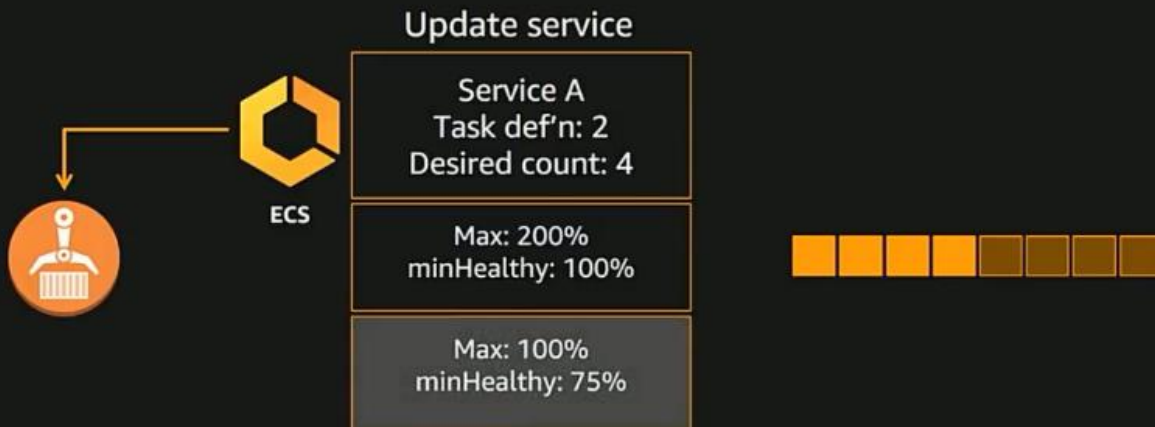 Update service
Service A
Task def'n: 2
Desired count: 4
ECS
Max: 200%
minHealthy: 100%
Max: 100%
minHealthy: 75%